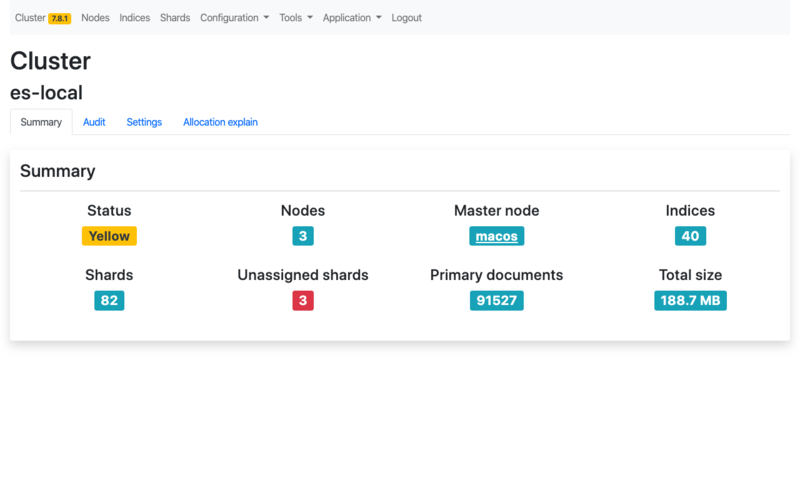 Cluster 7.8.1 Nodes Indices Shards Configuration Tools Application Logout
Cluster
es-local
Summary Audit Settings Allocation explain
Summary
Status Nodes Master node Indices
Yellow 3 macos 40
Shards Unassigned shards Primary documents Total size
82 3 91527 188.7 MB